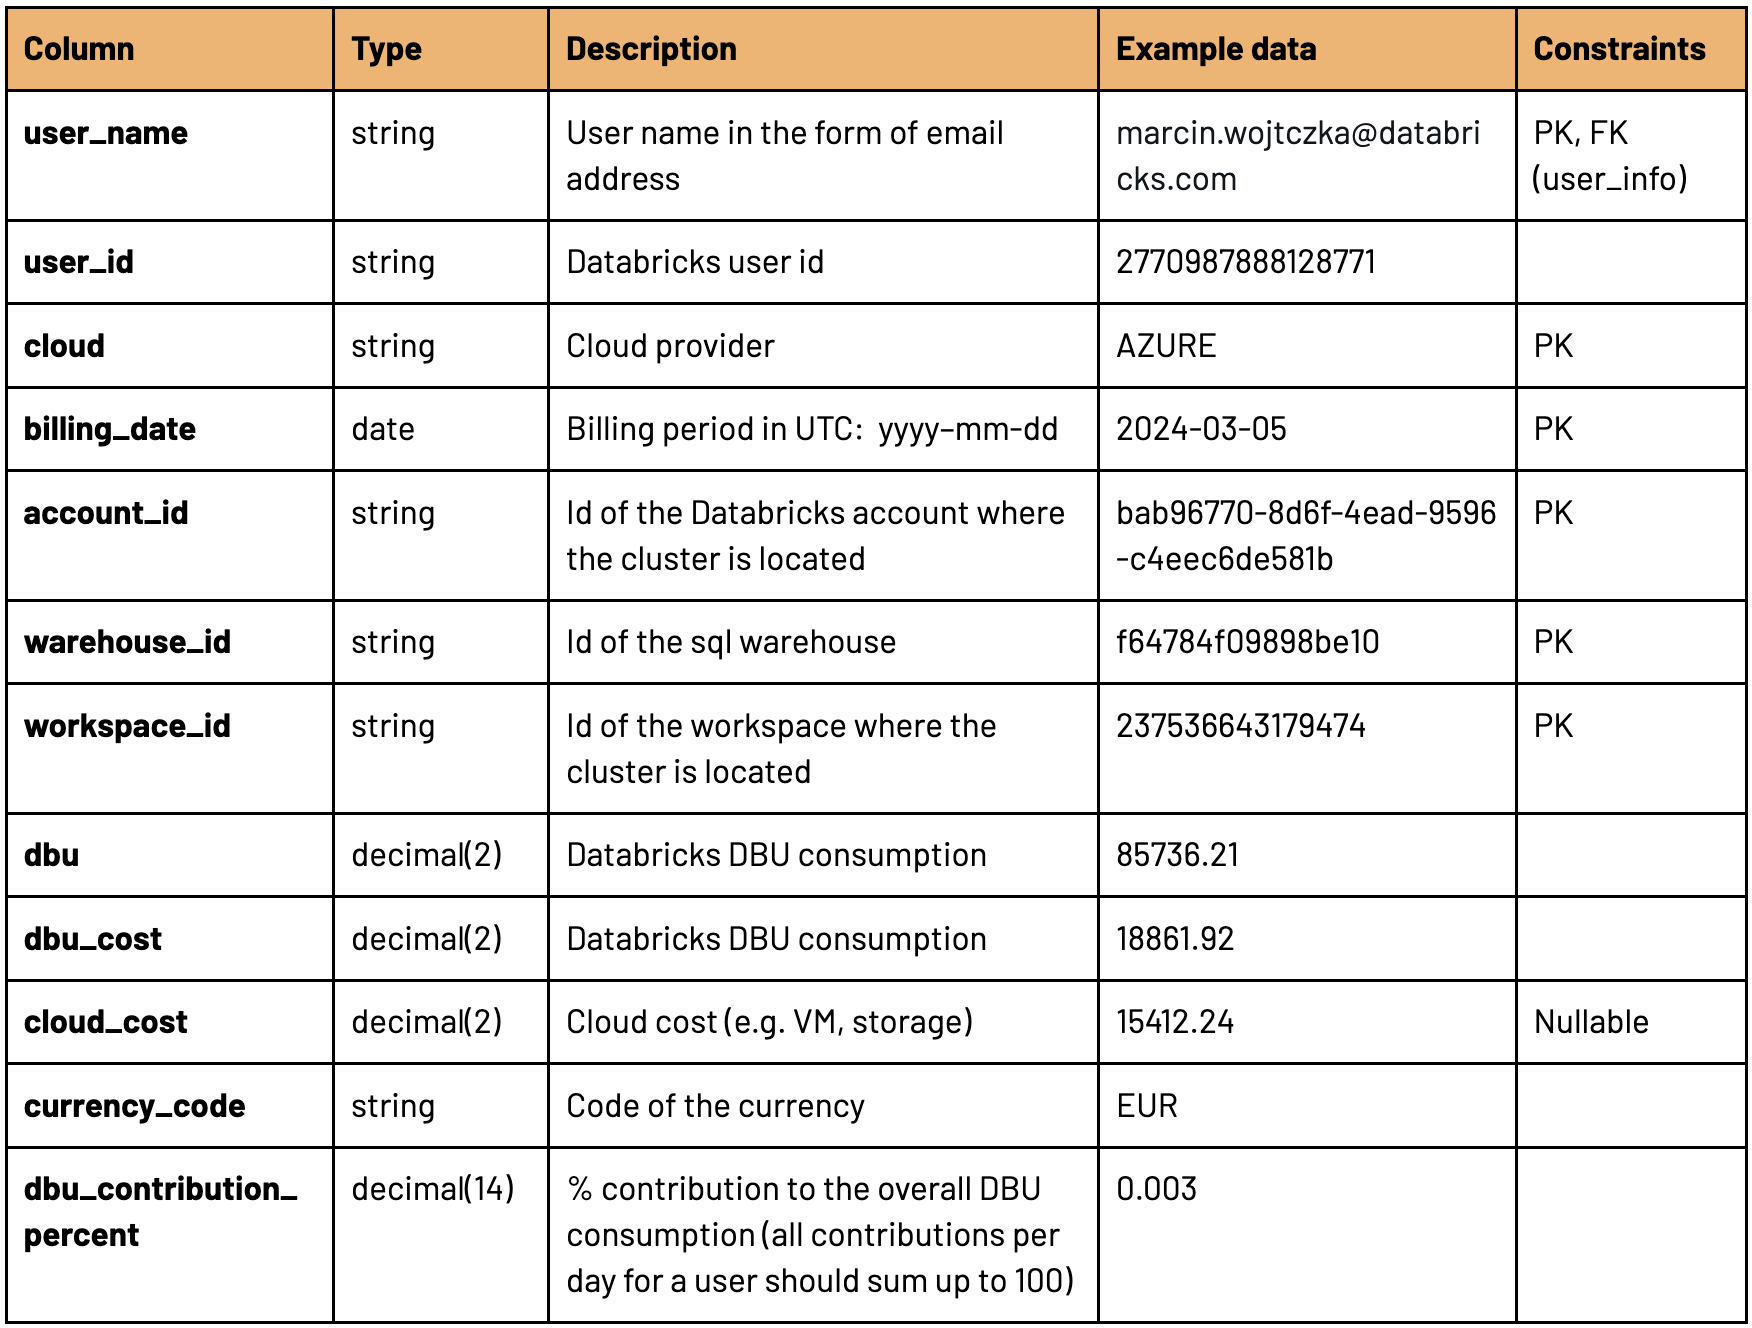 Column Type Description Example data Constraints
user_name string User name in the form of email marcin.wojtczka@databri PK, FK
address cks.com (user_info)
user_id string Databricks user id 2770987888128771
cloud string Cloud provider AZURE PK
billing_date date Billing period in UTC: yyyy-mm-dd 2024-03-05 PK
account_id string Id of the Databricks account where bab96770-8d6f-4ead-9596 PK
the cluster is located -c4eec6de581b
warehouse_id string Id of the sql warehouse f64784f09898be10 PK
workspace_id string Id of the workspace where the 237536643179474 PK
cluster is located
dbu decimal(2) Databricks DBU consumption 85736.21
dbu_cost decimal(2) Databricks DBU consumption 18861.92
cloud_cost decimal(2) Cloud cost (e.g. VM, storage) 15412.24 Nullable
currency_code string Code of the currency EUR
dbu_contribution_ decimal(14) % contribution to the overall DBU 0.003
percent consumption (all contributions per
day for a user should sum up to 100)